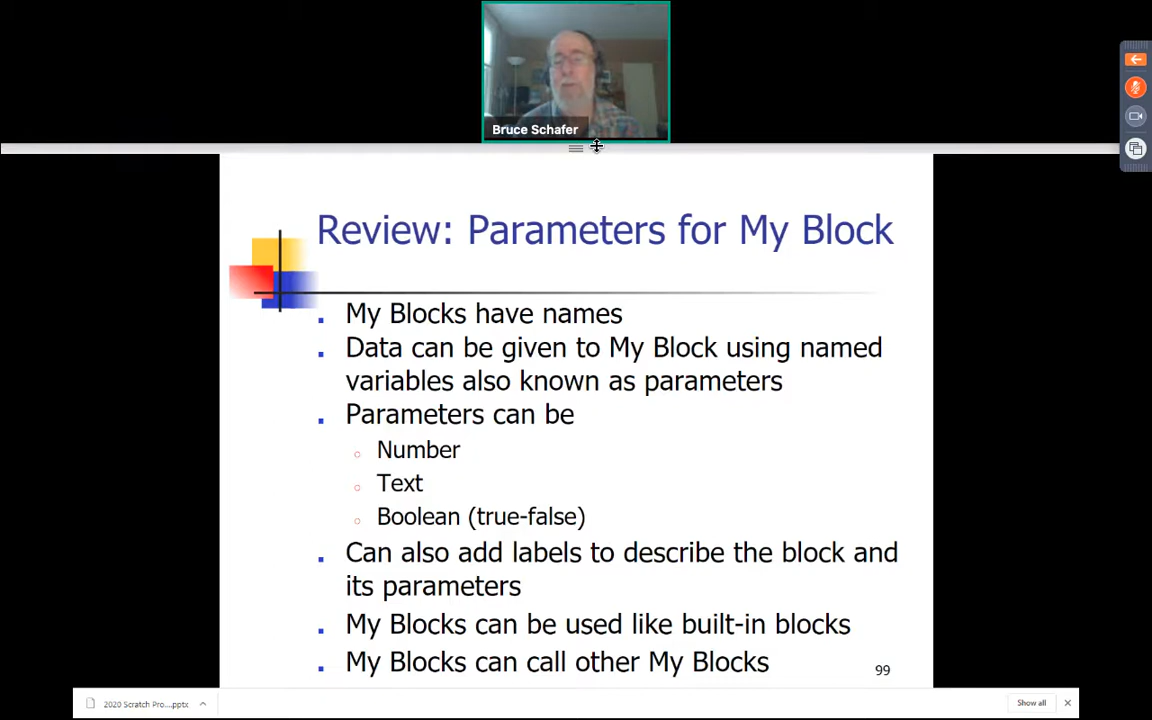 Bruce Schafer
Review: Parameters for My Block
My Blocks have names
Data can be given to My Block using named
variables also known as parameters
Parameters can be
Number
Text
Boolean (true-false)
Can also add labels to describe the block and
its parameters
My Blocks can be used like built-in blocks
My Blocks can call other My Blocks
99
2020 Scratch Pro....pptx
Show all